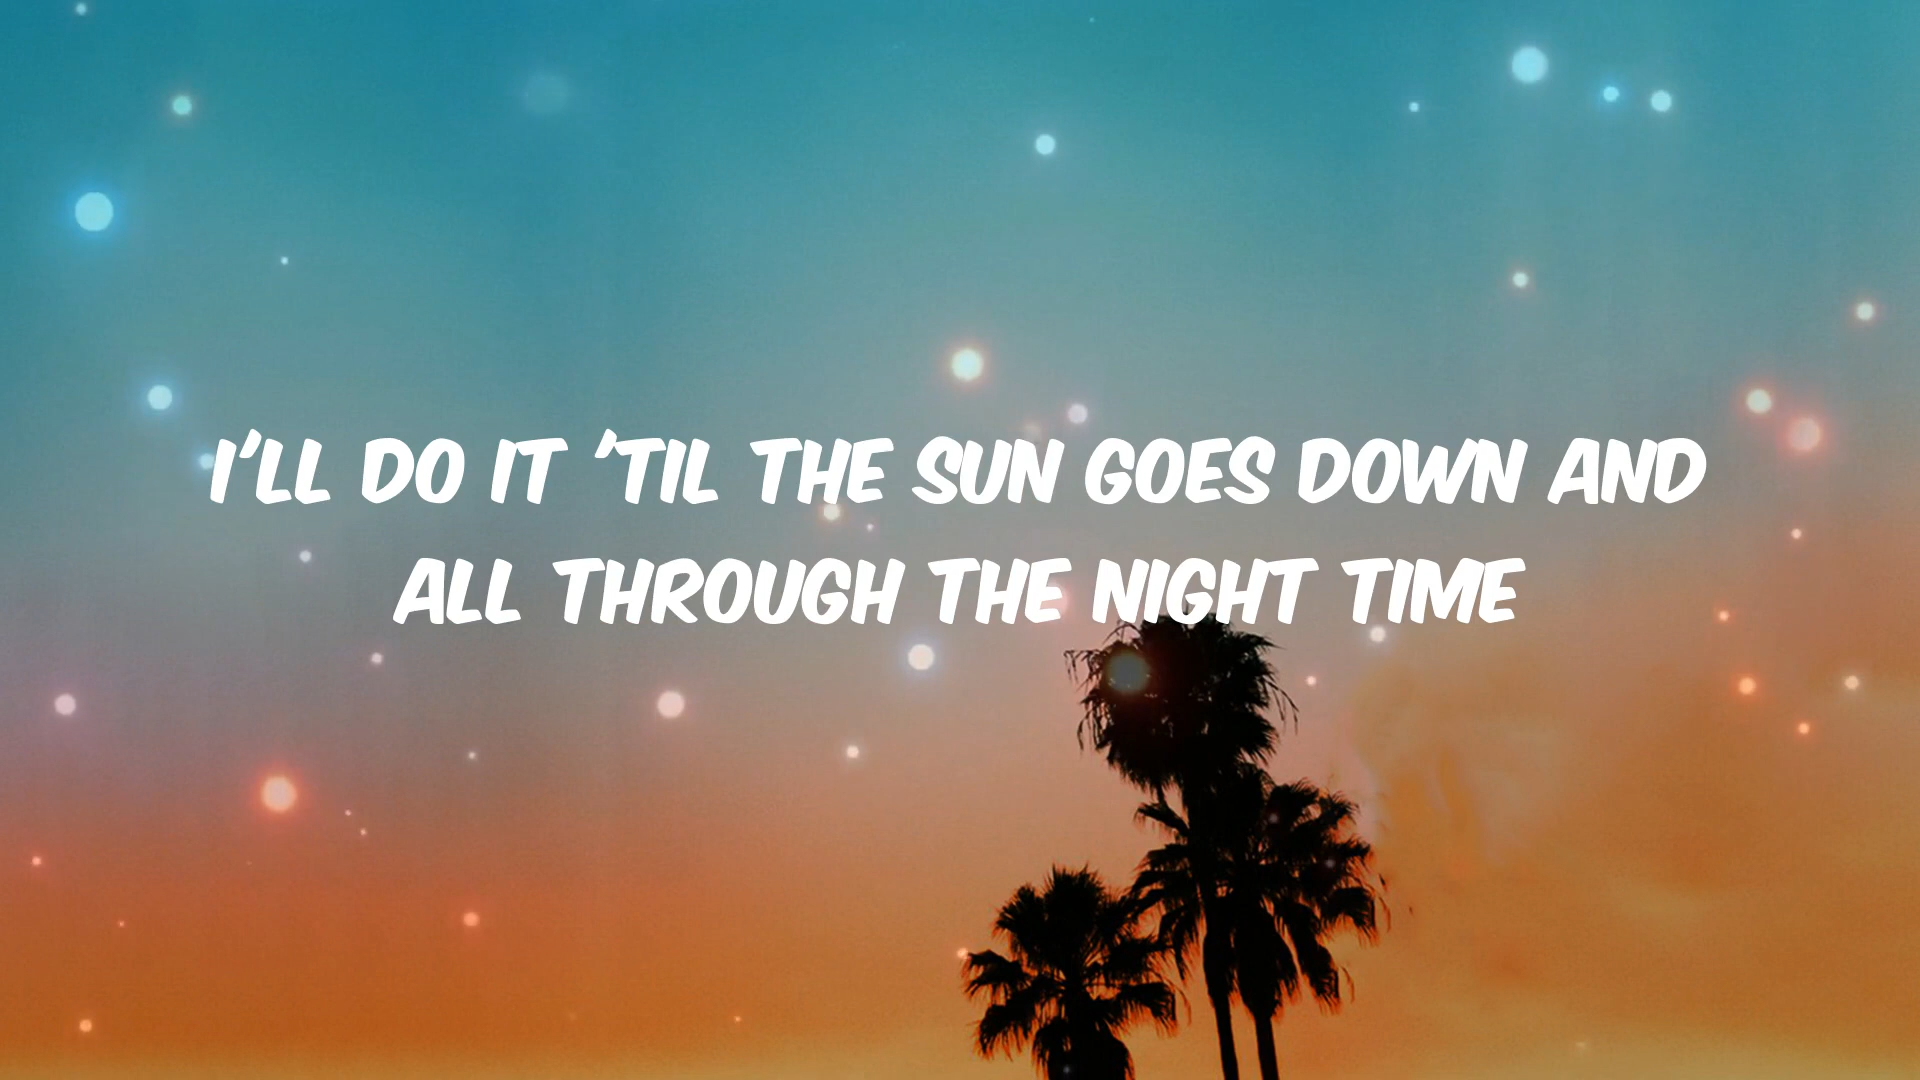 I'LL DO IT 'TIL THE SUN GOES DOWN AND
ALL THROUGH THE NIGHT TIME